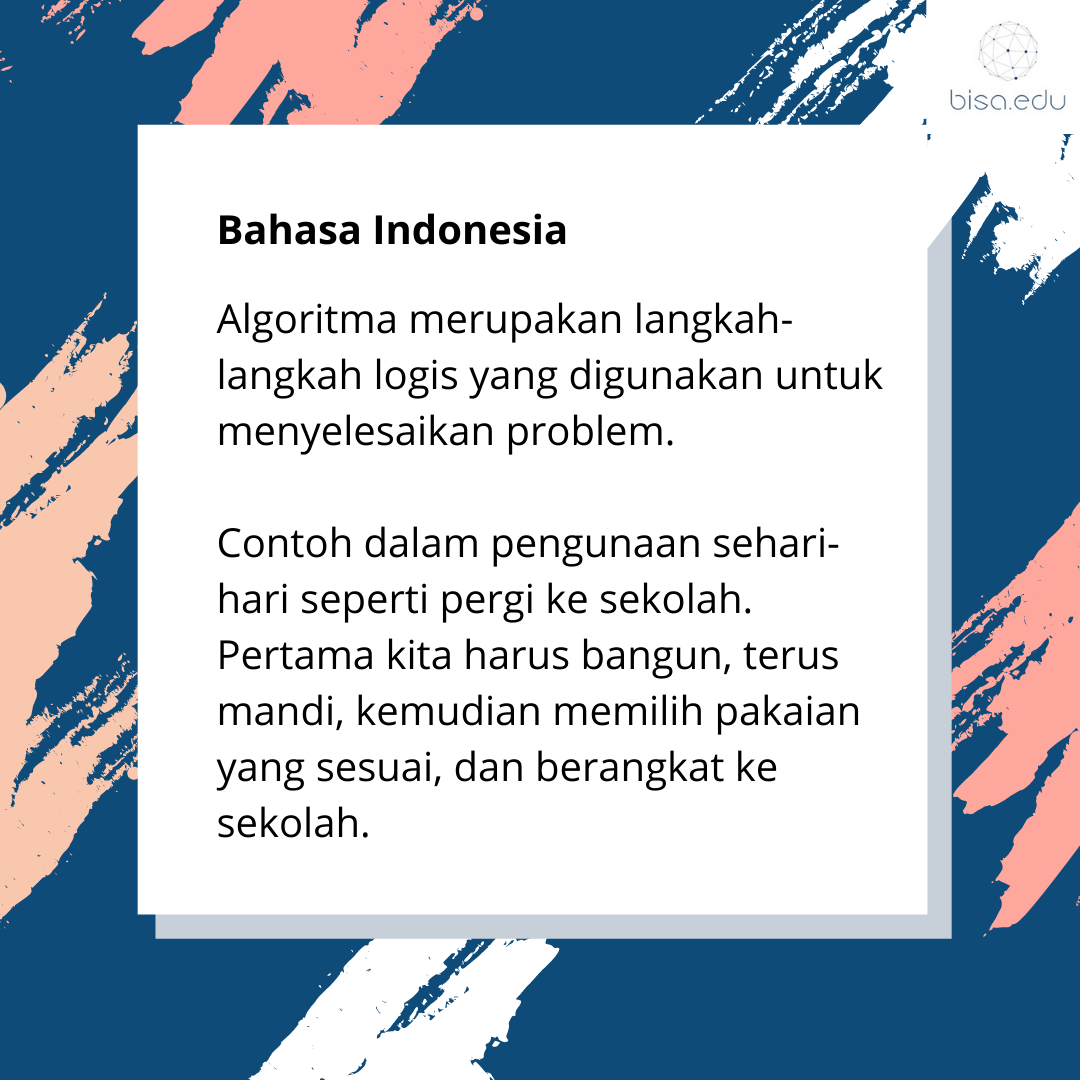 bisa.edu
Bahasa Indonesia
Algoritma merupakan langkah-
langkah logis yang digunakan untuk
menyelesaikan problem.
Contoh dalam pengunaan sehari-
hari seperti pergi ke sekolah.
Pertama kita harus bangun, terus
mandi, kemudian memilih pakaian
yang sesuai, dan berangkat ke
sekolah.